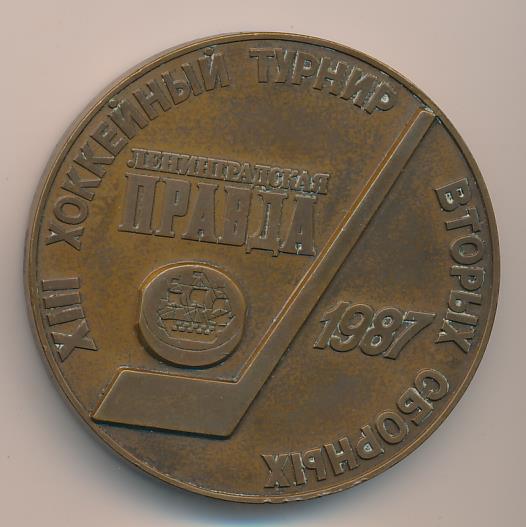 XIII ХОККЕЙНЫЙ ТУРНИР ВТОРЫХ СБОРНЫХ
ЛЕНИНГРАДСКАЯ
ПРАВДА
1987